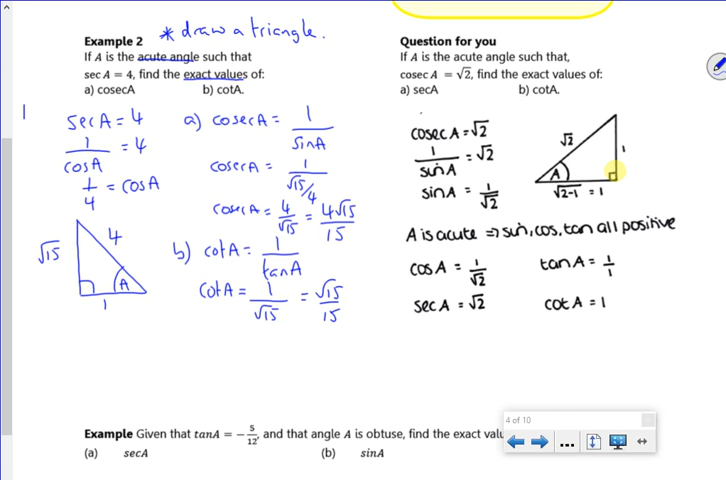 * draw a triangle.
Example 2
If A is the acute angle such that
sec A = 4, find the exact values of:
a) cosecA b) cotA.
1
sec A = 4
1/cosA = 4
1/4 = cosA
√15
4
A
1
a) cosecA = 1/sinA
cosecA = 1/(√15/4)
cosecA = 4/√15 = 4√15/15
b) cotA = 1/tanA
cotA = 1/√15 = √15/15
Question for you
If A is the acute angle such that,
cosec A = √2, find the exact values of:
a) secA b) cotA.
cosecA = √2
1/sinA = √2
sinA = 1/√2
√2
1
A
√2-1 = 1
A is acute ⇒ sin, cos, tan all positive
cosA = 1/√2 tanA = 1/1
secA = √2 cotA = 1
Example Given that tanA = −5/12, and that angle A is obtuse, find the exact valu
(a) secA (b) sinA
4 of 10
...